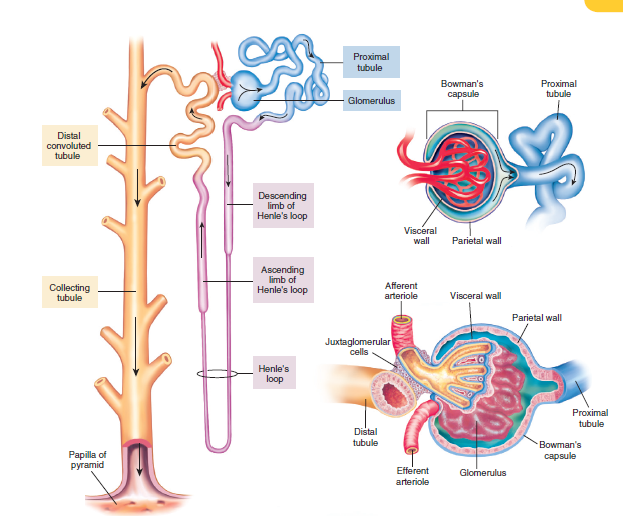 Proximal
tubule
Glomerulus
Distal
convoluted
tubule
Descending
limb of
Henle's loop
Ascending
limb of
Henle's loop
Collecting
tubule
Henle's
loop
Papilla of
pyramid
Bowman's
capsule
Proximal
tubule
Visceral
wall
Parietal wall
Afferent
arteriole
Visceral wall
Parietal wall
Juxtaglomerular
cells
Proximal
tubule
Distal
tubule
Bowman's
capsule
Efferent
arteriole
Glomerulus